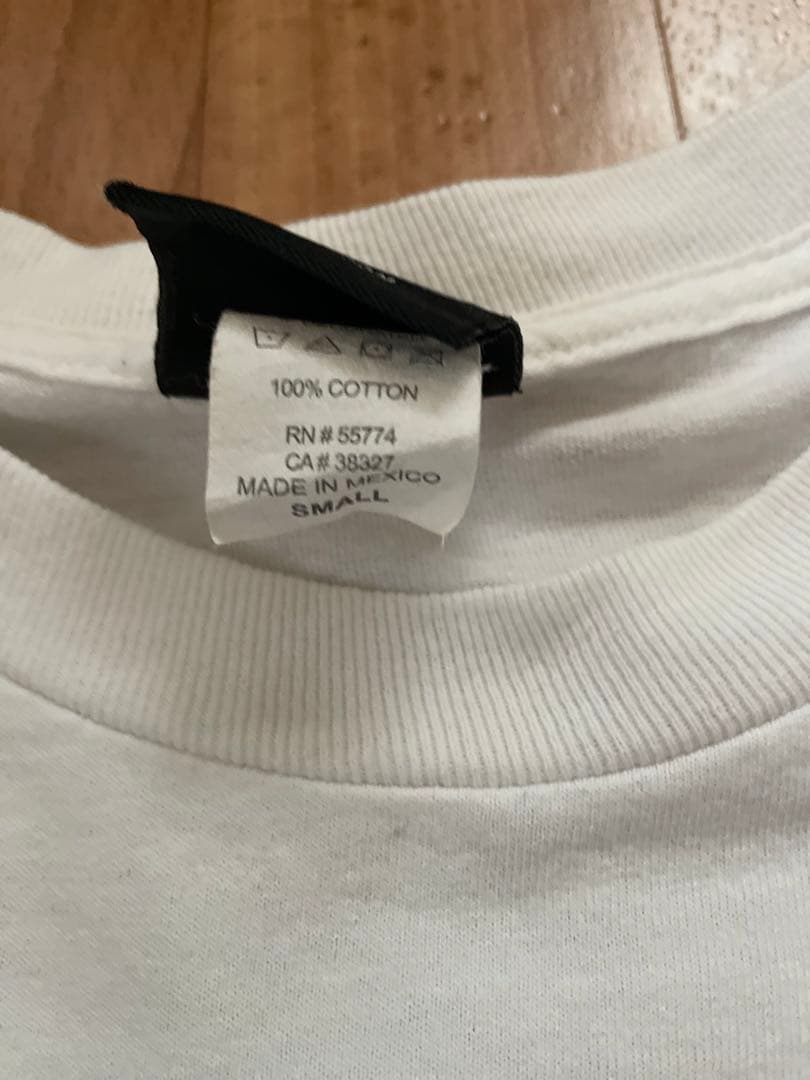 100% COTTON
RN # 55774
CA # 38327
MADE IN MEXICO
SMALL